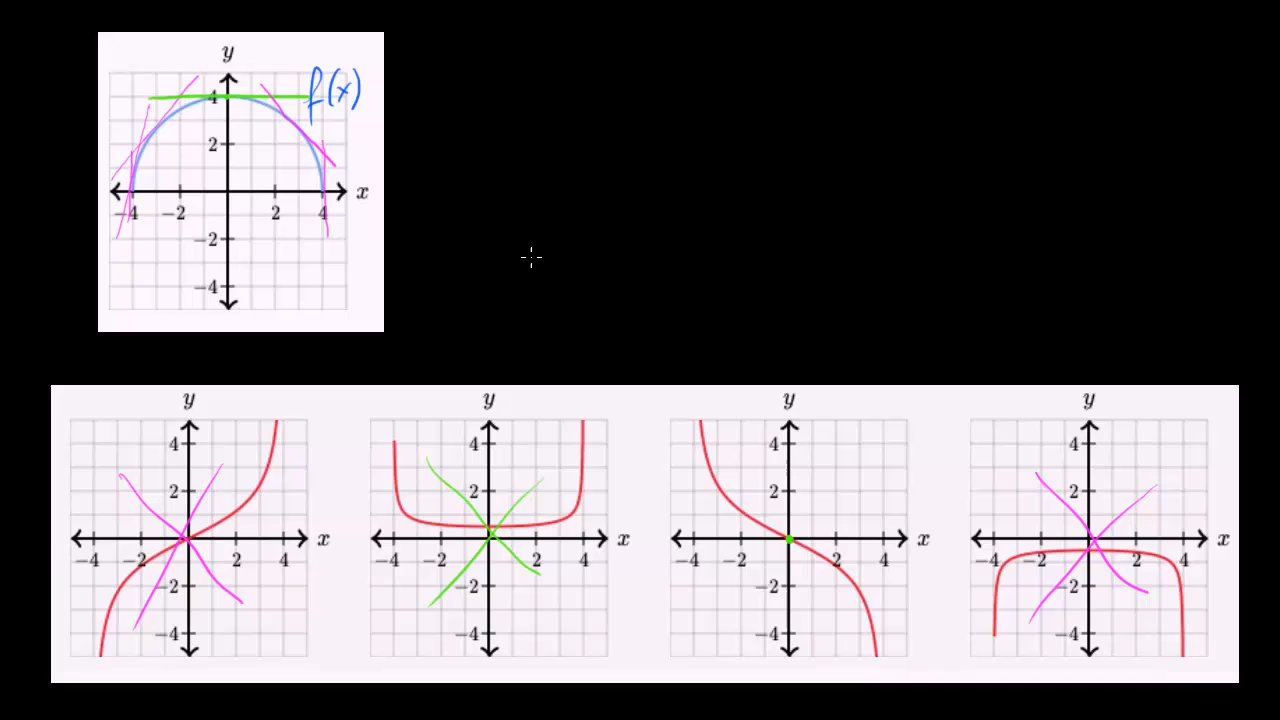 y
4 f(x)
2
x
−4 −2 2 4
−2
−4
y y y y
4 4 4 4
2 2 2 2
x x x x
−4 −2 2 4 −4 −2 2 4 −4 −2 2 4 −4 −2 2 4
−2 −2 −2 −2
−4 −4 −4 −4